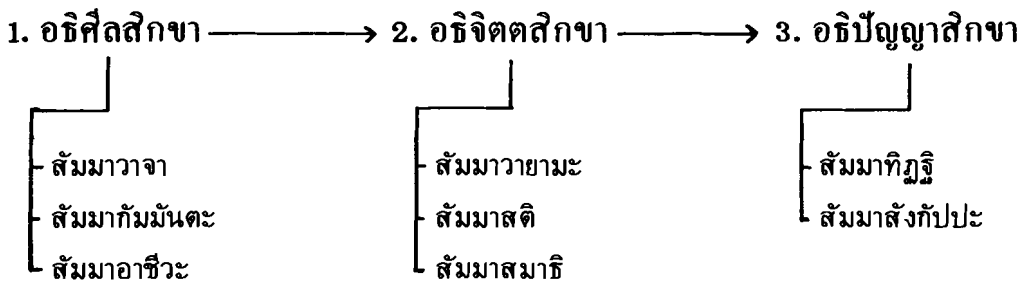 1. อธิศีลสิกขา 2. อธิจิตตสิกขา 3. อธิปัญญาสิกขา
สัมมาวาจา สัมมาวายามะ สัมมาทิฏฐิ
สัมมากัมมันตะ สัมมาสติ สัมมาสังกัปปะ
สัมมาอาชีวะ สัมมาสมาธิ